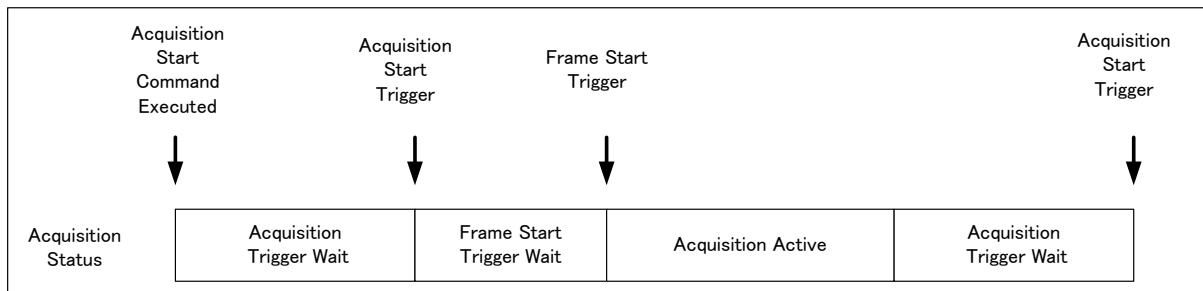 Acquisition
Start
Command
Executed
Acquisition
Start
Trigger
Frame Start
Trigger
Acquisition
Start
Trigger
Acquisition
Status
Acquisition
Trigger Wait
Frame Start
Trigger Wait
Acquisition Active
Acquisition
Trigger Wait